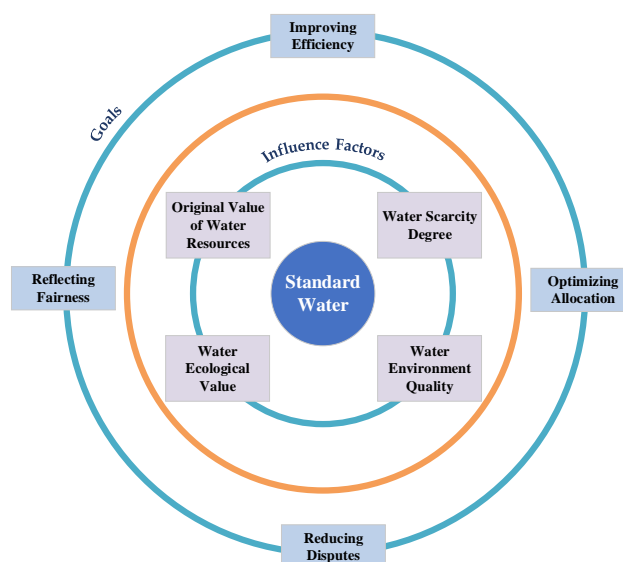 Improving
Efficiency
Goals
Influence Factors
Original Value
of Water
Resources
Water Scarcity
Degree
Standard
Water
Reflecting
Fairness
Optimizing
Allocation
Water
Ecological
Value
Water
Environment
Quality
Reducing
Disputes